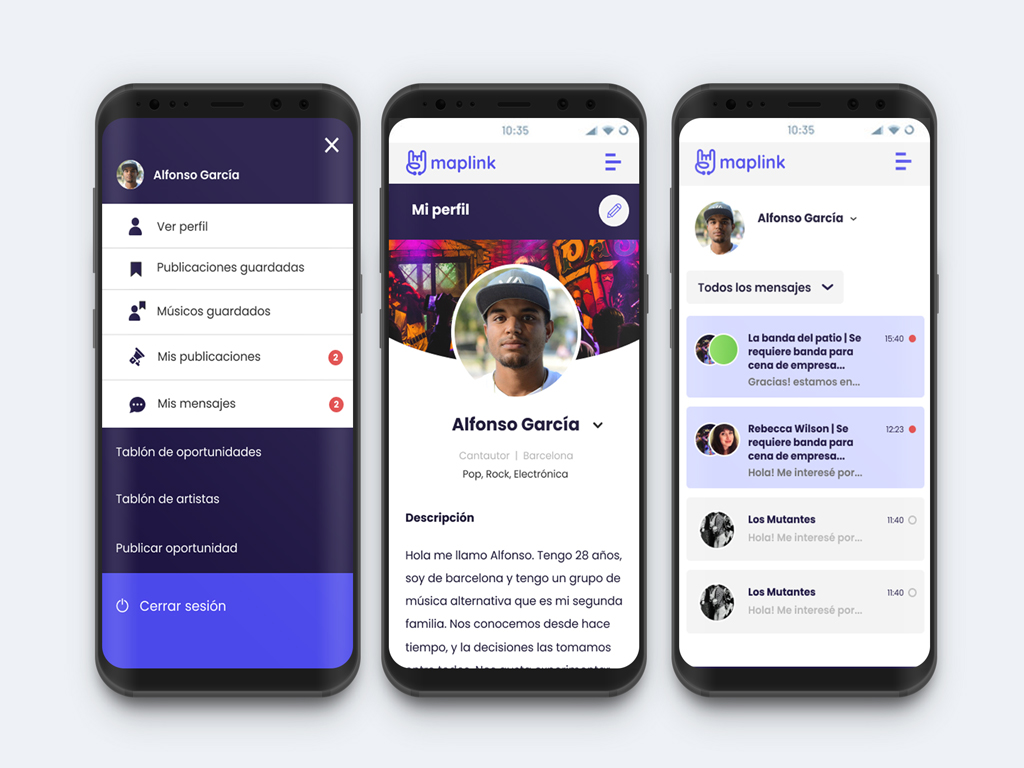 Alfonso García
Ver perfil
Publicaciones guardadas
Músicos guardados
Mis publicaciones 2
Mis mensajes 2
Tablón de oportunidades
Tablón de artistas
Publicar oportunidad
Cerrar sesión
10:35
maplink
Mi perfil
Alfonso García
Cantautor | Barcelona
Pop, Rock, Electrónica
Descripción
Hola me llamo Alfonso. Tengo 28 años,
soy de barcelona y tengo un grupo de
música alternativa que es mi segunda
familia. Nos conocemos desde hace
tiempo, y la decisiones las tomamos
10:35
maplink
Alfonso García
Todos los mensajes
La banda del patio | Se 15:40
requiere banda para
cena de empresa...
Gracias! estamos en...
Rebecca Wilson | Se 12:23
requiere banda para
cena de empresa...
Hola! Me interesé por...
Los Mutantes 11:40
Hola! Me interesé por...
Los Mutantes 11:40
Hola! Me interesé por...